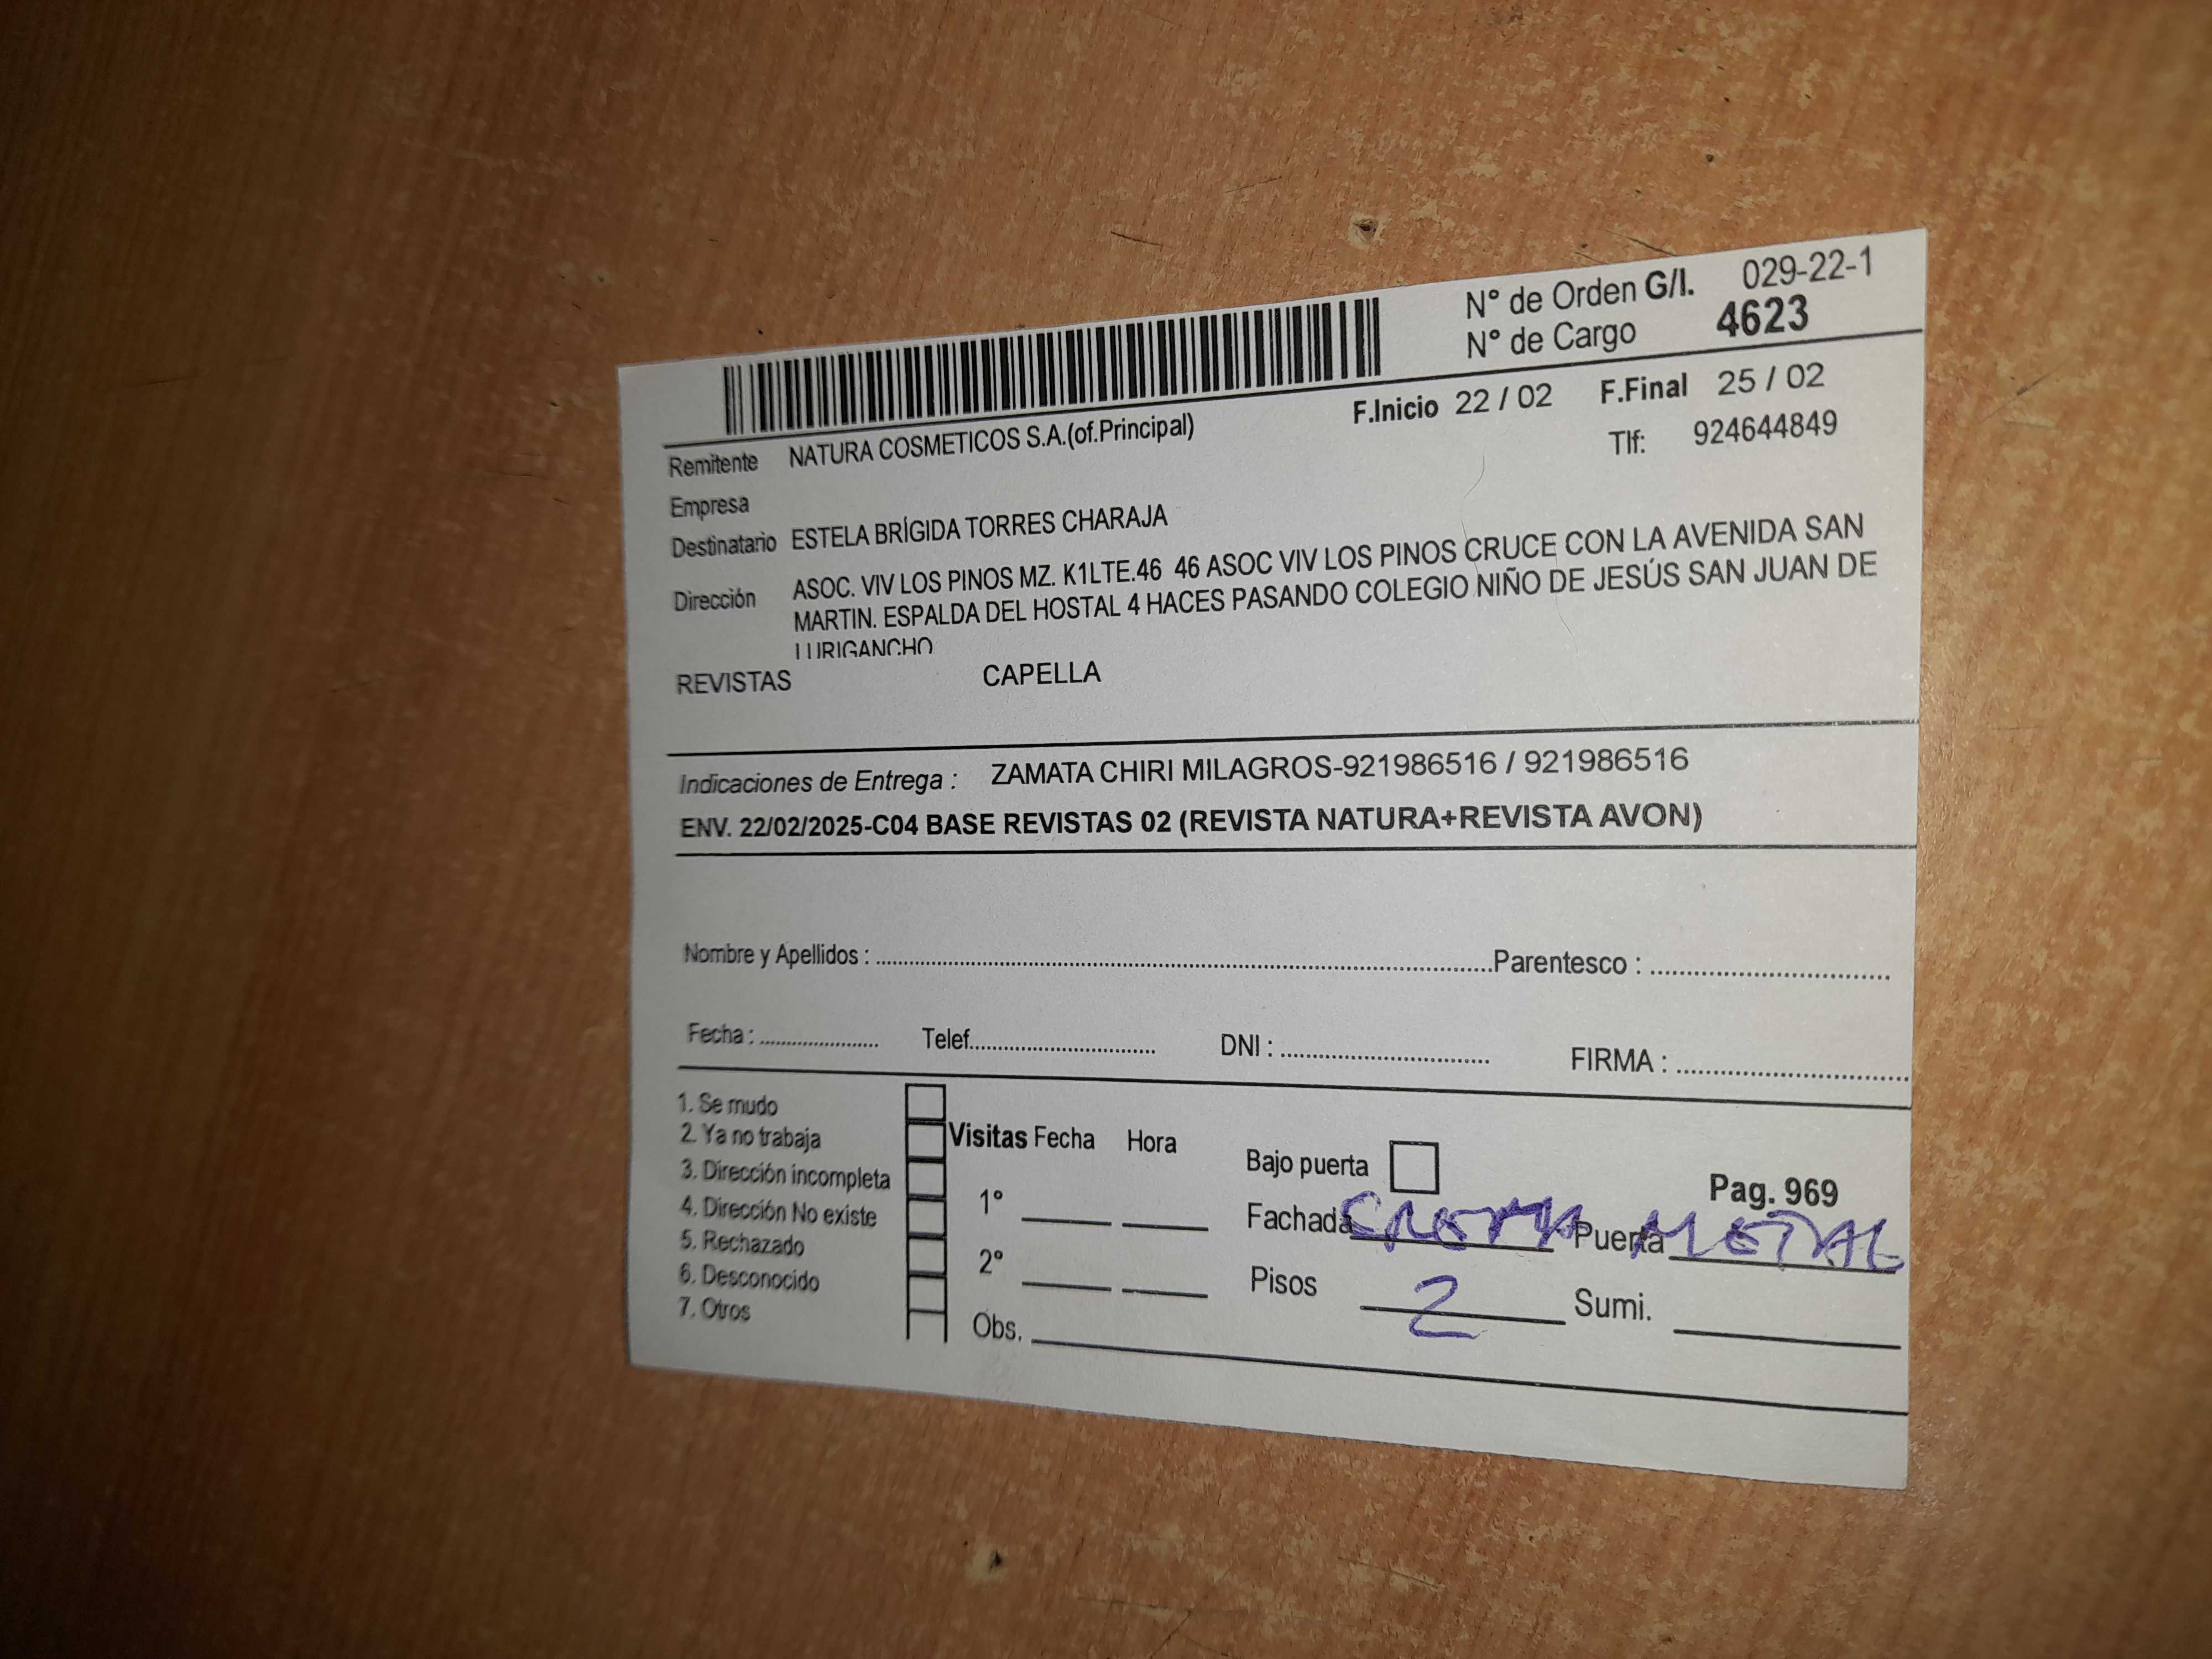 N° de Orden G/I. 029-22-1
N° de Cargo 4623
F.Inicio 22 / 02 F.Final 25 / 02
Remitente NATURA COSMETICOS S.A.(of.Principal) Tlf: 924644849
Empresa
Destinatario ESTELA BRÍGIDA TORRES CHARAJA
Dirección ASOC. VIV LOS PINOS MZ. K1LTE.46 46 ASOC VIV LOS PINOS CRUCE CON LA AVENIDA SAN
MARTIN. ESPALDA DEL HOSTAL 4 HACES PASANDO COLEGIO NIÑO DE JESÚS SAN JUAN DE
LURIGANCHO
REVISTAS CAPELLA
Indicaciones de Entrega : ZAMATA CHIRI MILAGROS-921986516 / 921986516
ENV. 22/02/2025-C04 BASE REVISTAS 02 (REVISTA NATURA+REVISTA AVON)
Nombre y Apellidos : Parentesco :
Fecha : Telef. DNI : FIRMA :
1. Se mudo
2. Ya no trabaja
3. Dirección incompleta
4. Dirección No existe
5. Rechazado
6. Desconocido
7. Otros
Visitas Fecha Hora
1°
2°
Obs.
Bajo puerta
Pag. 969
Fachada CREMA Puerta METAL
Pisos 2 Sumi.